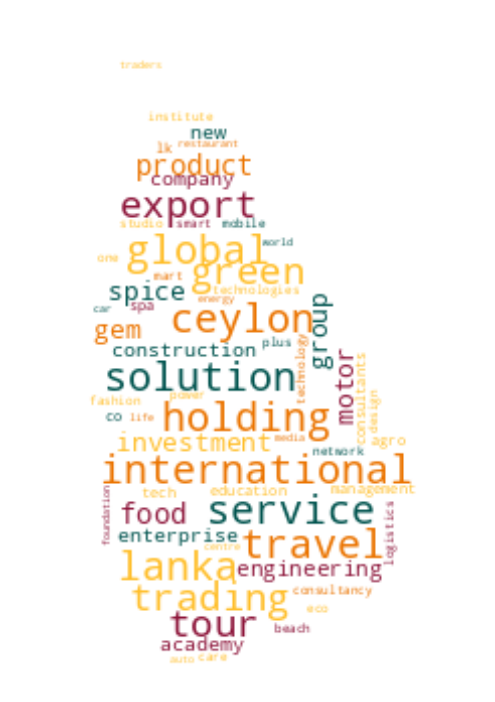 traders
institute
new
lk restaurant
product
company
export
studio smart mobile
global world
one green
mart technologies
spice energy
car spa ceylon group
gem
construction plus
solution technology
motor consultants
fashion power design
co life holding
investment media agro
network
international
tech education management
foundation food service logistics
enterprise travel
centre
lanka engineering
trading consultancy
eco
tour beach
academy
auto care